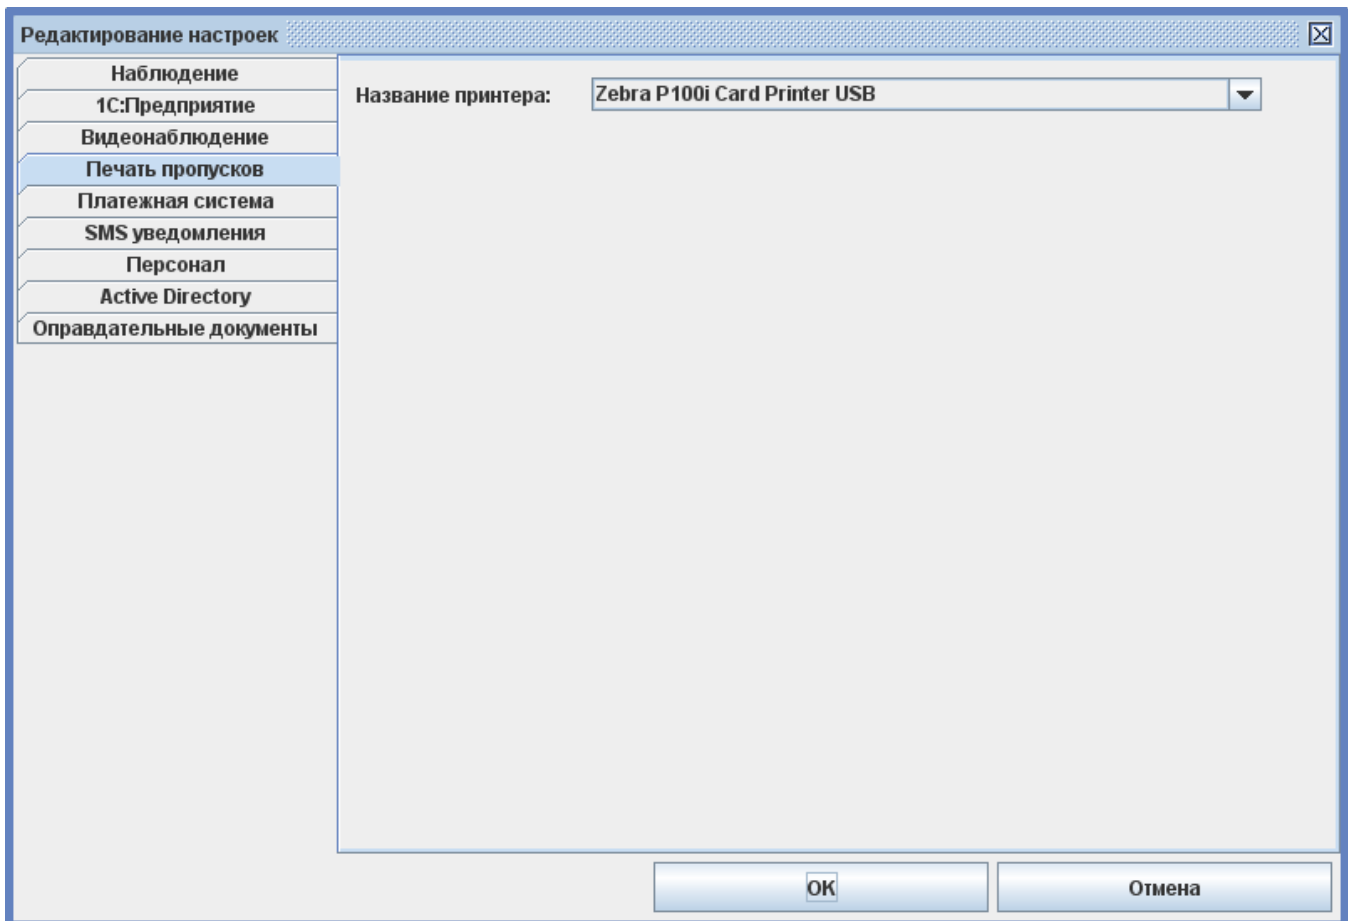 Редактирование настроек
Наблюдение
1С:Предприятие
Видеонаблюдение
Печать пропусков
Платежная система
SMS уведомления
Персонал
Active Directory
Оправдательные документы
Название принтера:
Zebra P100i Card Printer USB
OK
Отмена